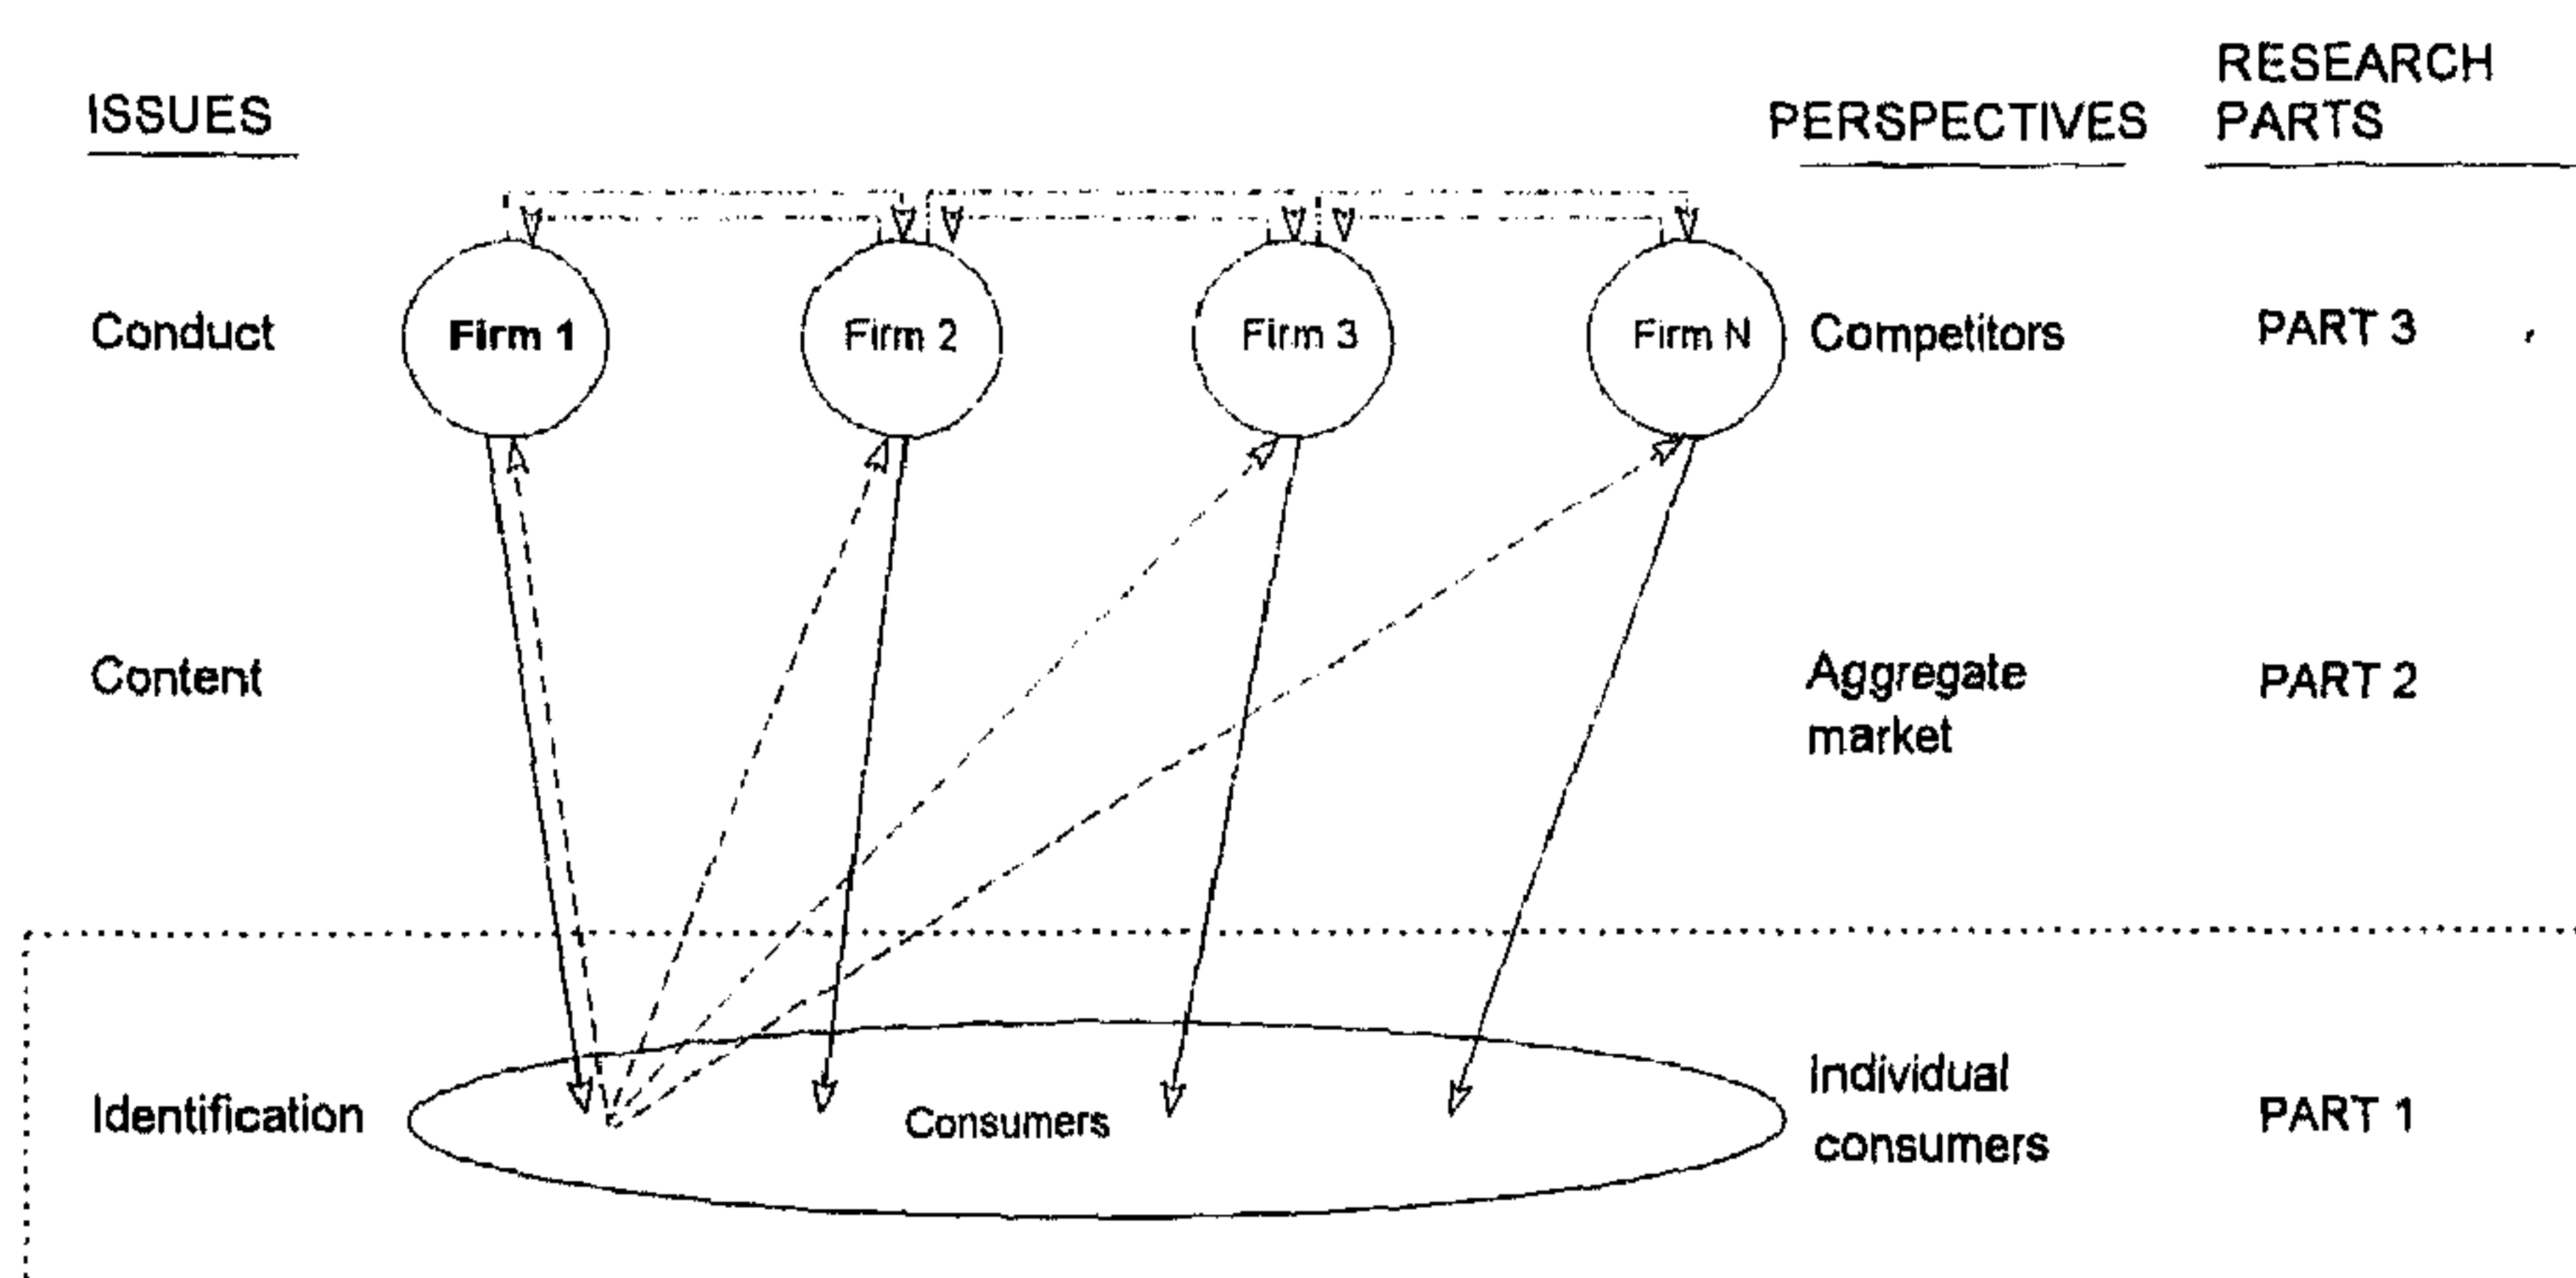 RESEARCH
ISSUES PERSPECTIVES PARTS
Conduct Firm 1 Firm 2 Firm 3 Firm N Competitors PART 3
Content Aggregate PART 2
market
Individual
Identification Consumers PART 1
consumers